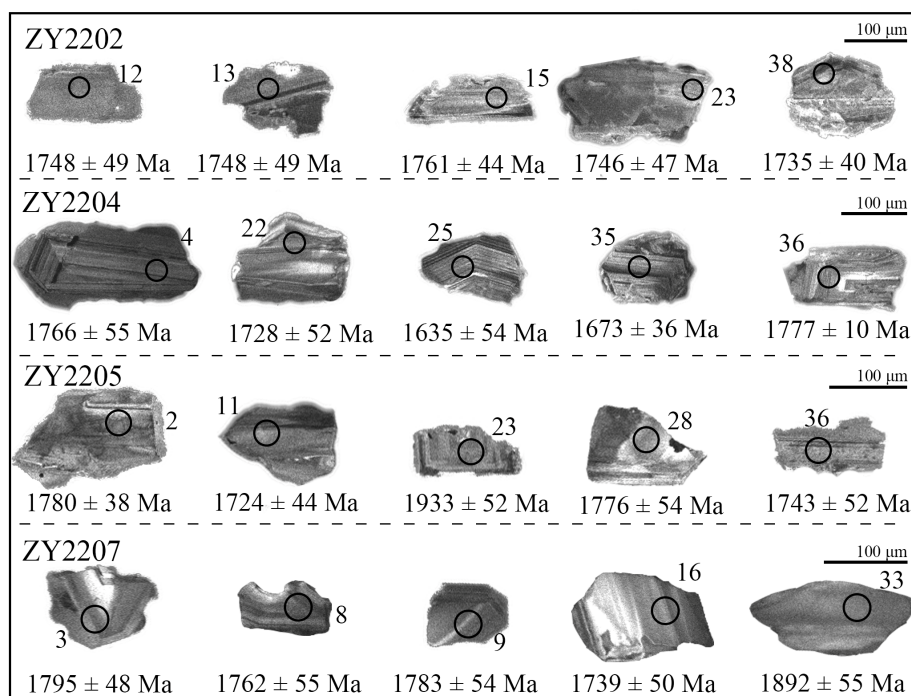 ZY2202
100 μm
12 13 15 23 38
1748 ± 49 Ma 1748 ± 49 Ma 1761 ± 44 Ma 1746 ± 47 Ma 1735 ± 40 Ma
ZY2204
100 μm
4 22 25 35 36
1766 ± 55 Ma 1728 ± 52 Ma 1635 ± 54 Ma 1673 ± 36 Ma 1777 ± 10 Ma
ZY2205
100 μm
2 11 23 28 36
1780 ± 38 Ma 1724 ± 44 Ma 1933 ± 52 Ma 1776 ± 54 Ma 1743 ± 52 Ma
ZY2207
100 μm
3 8 9 16 33
1795 ± 48 Ma 1762 ± 55 Ma 1783 ± 54 Ma 1739 ± 50 Ma 1892 ± 55 Ma